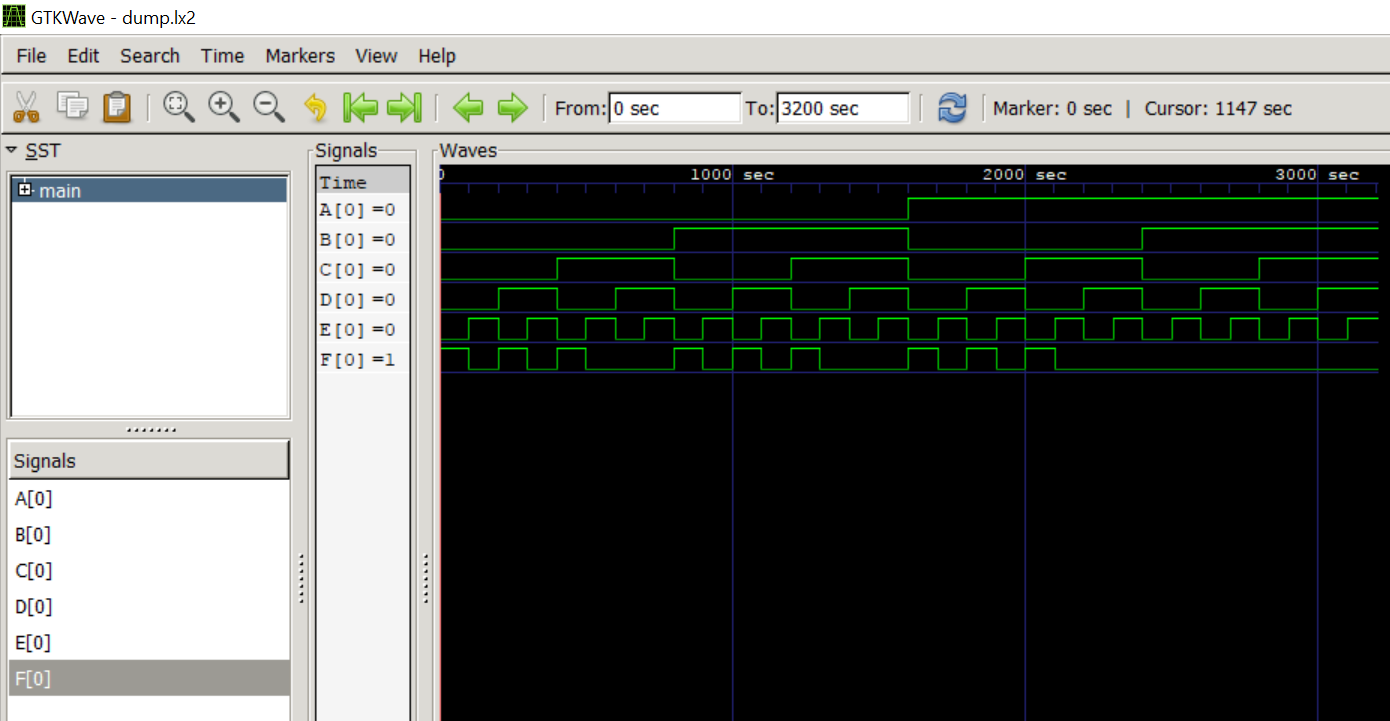 GTKWave - dump.lx2
File Edit Search Time Markers View Help
From: 0 sec To: 3200 sec Marker: 0 sec | Cursor: 1147 sec
SST
main
Signals
Time
A[0] =0
B[0] =0
C[0] =0
D[0] =0
E[0] =0
F[0] =1
Waves
0 1000 sec 2000 sec 3000 sec
Signals
A[0]
B[0]
C[0]
D[0]
E[0]
F[0]